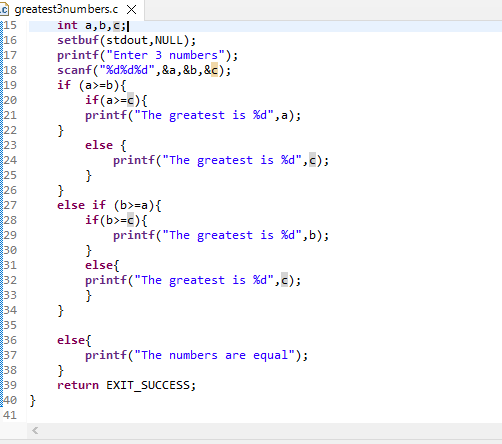 greatest3numbers.c
15 int a,b,c;
16 setbuf(stdout,NULL);
17 printf("Enter 3 numbers");
18 scanf("%d%d%d",&a,&b,&c);
19 if (a>=b){
20 if(a>=c){
21 printf("The greatest is %d",a);
22 }
23 else {
24 printf("The greatest is %d",c);
25 }
26 }
27 else if (b>=a){
28 if(b>=c){
29 printf("The greatest is %d",b);
30 }
31 else{
32 printf("The greatest is %d",c);
33 }
34 }
35
36 else{
37 printf("The numbers are equal");
38 }
39 return EXIT_SUCCESS;
40 }
41